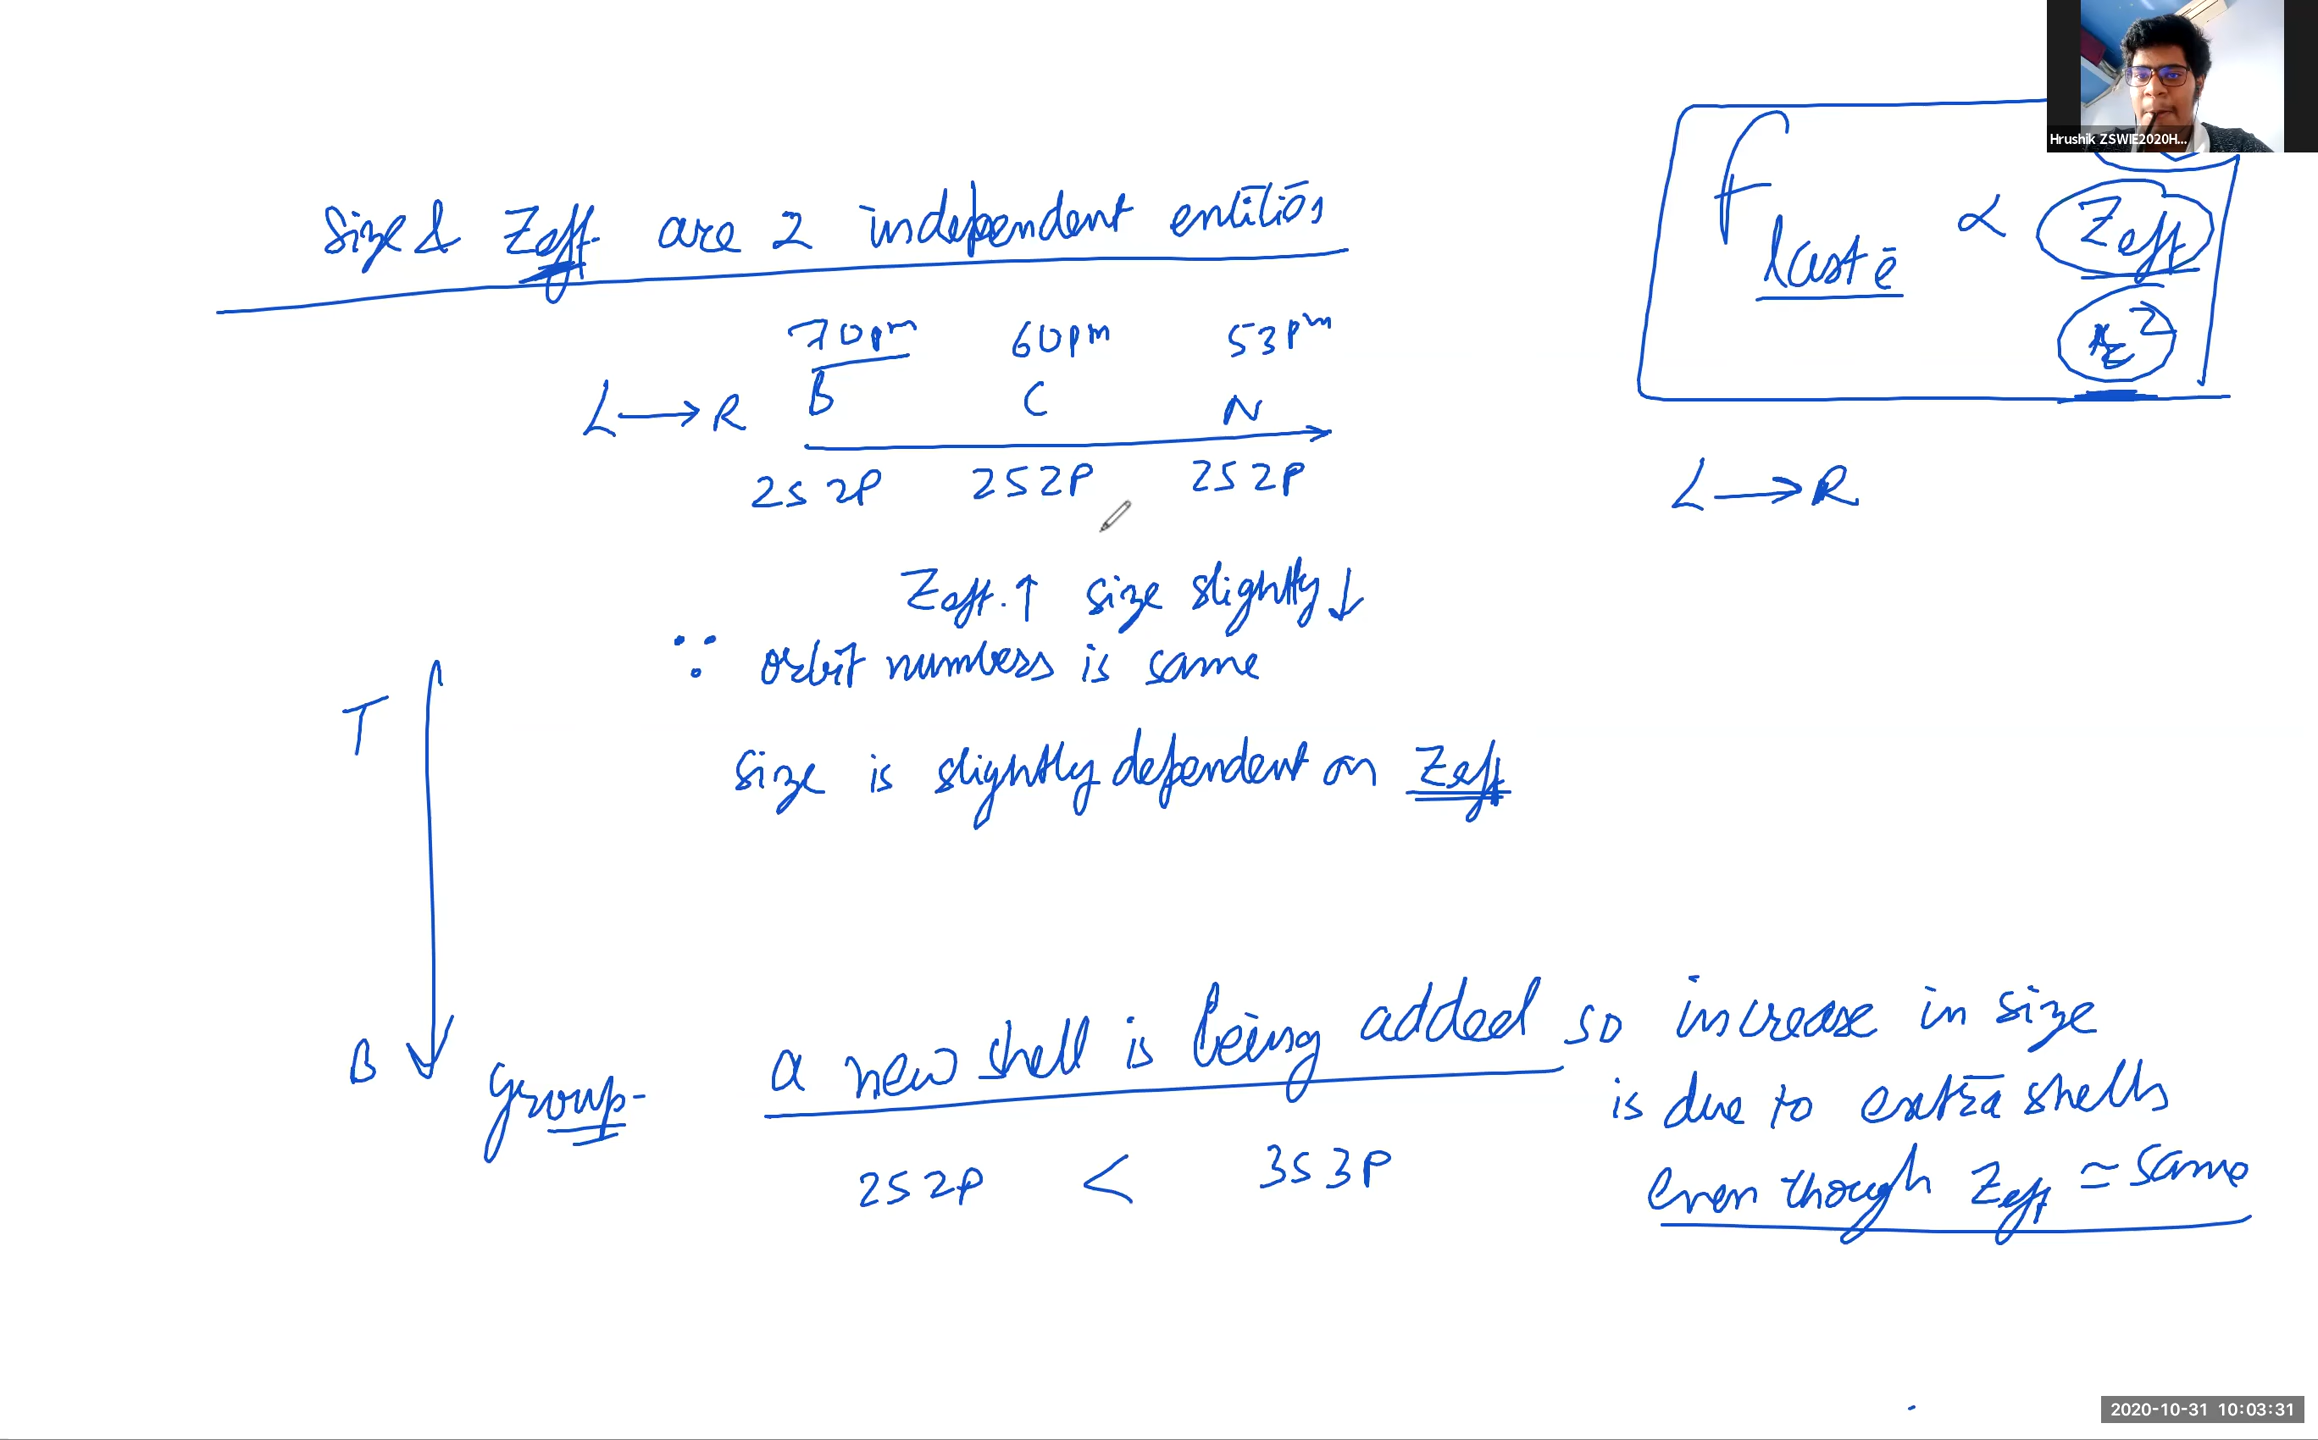 Size & Zeff. are 2 independent entities
70pm 60pm 53pm
L → R B C N
2s 2p 2s 2p 2s 2p
Zeff. ↑ size slightly ↓
∵ orbit numbers is same
size is slightly dependent on Zeff
T
B
group- a new shell is being added so increase in size
is due to extra shells
2s 2p < 3s 3p
even though Zeff ≃ same
F last e ∝ Zeff
2
L → R
Hrushik ZSWIE2020H...
2020-10-31 10:03:31